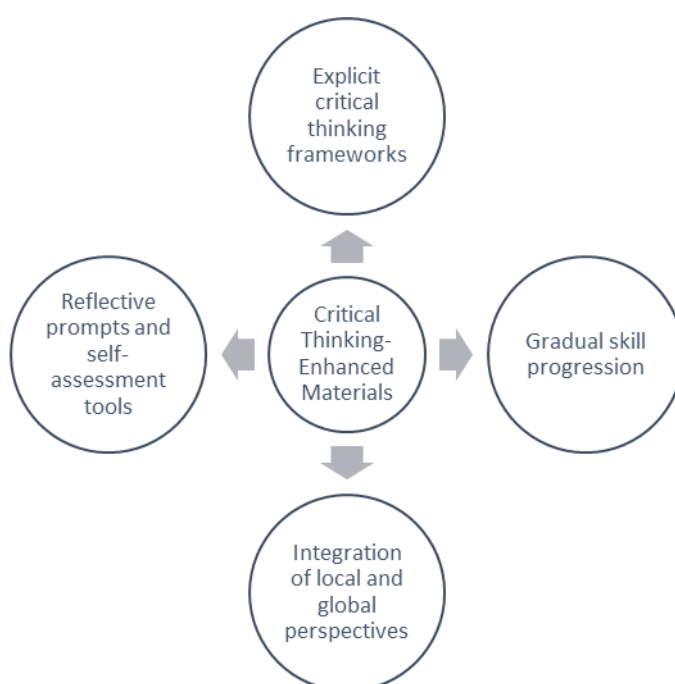 Explicit
critical
thinking
frameworks
Reflective
prompts and
self-
assessment
tools
Critical
Thinking-
Enhanced
Materials
Gradual skill
progression
Integration
of local and
global
perspectives